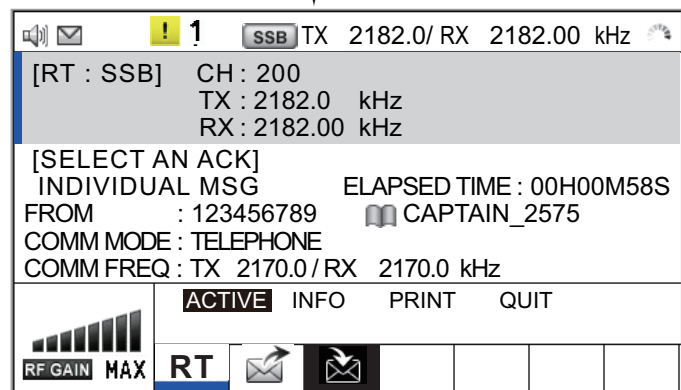 ! 1 SSB TX 2182.0/ RX 2182.00 kHz
[RT : SSB] CH : 200
TX : 2182.0 kHz
RX : 2182.00 kHz
[SELECT AN ACK]
INDIVIDUAL MSG ELAPSED TIME : 00H00M58S
FROM : 123456789 CAPTAIN_2575
COMM MODE : TELEPHONE
COMM FREQ : TX 2170.0 / RX 2170.0 kHz
ACTIVE INFO PRINT QUIT
RF GAIN MAX RT